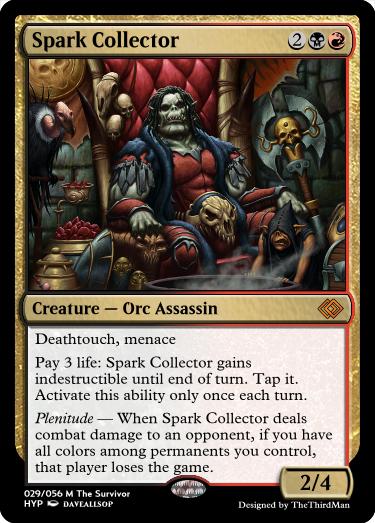 Spark Collector 2
Creature — Orc Assassin
Deathtouch, menace
Pay 3 life: Spark Collector gains
indestructible until end of turn. Tap it.
Activate this ability only once each turn.
Plenitude — When Spark Collector deals
combat damage to an opponent, if you have
all colors among permanents you control,
that player loses the game.
2/4
029/056 M The Survivor
HYP DAVEALLSOP
Designed by TheThirdMan